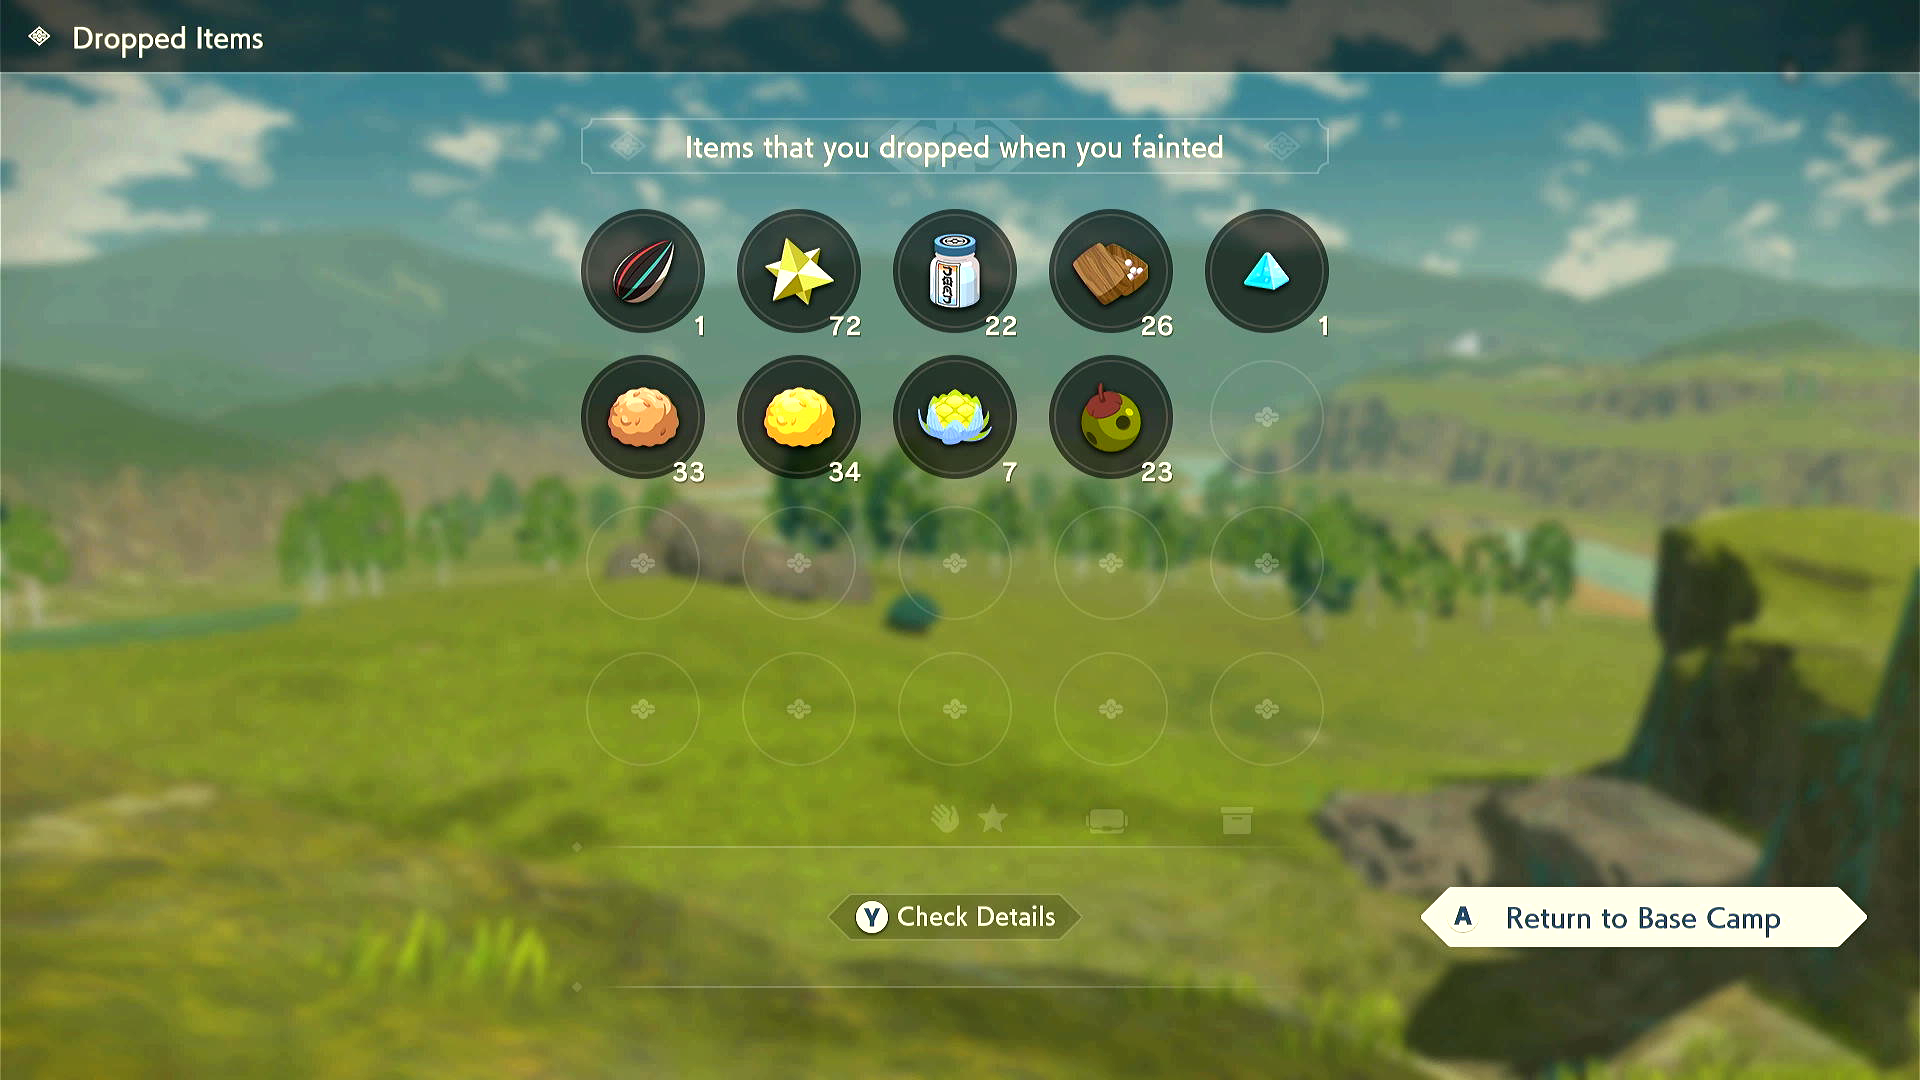 Dropped Items
Items that you dropped when you fainted
1
72
22
26
1
33
34
7
23
Y Check Details
A Return to Base Camp